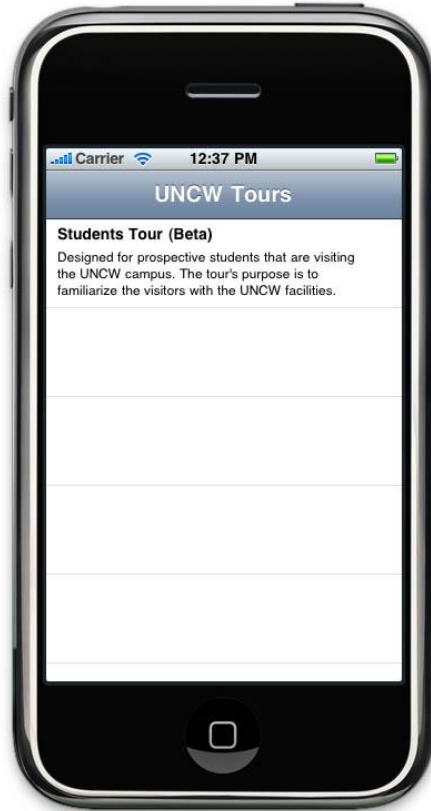 Carrier 12:37 PM
UNCW Tours
Students Tour (Beta)
Designed for prospective students that are visiting
the UNCW campus. The tour's purpose is to
familiarize the visitors with the UNCW facilities.